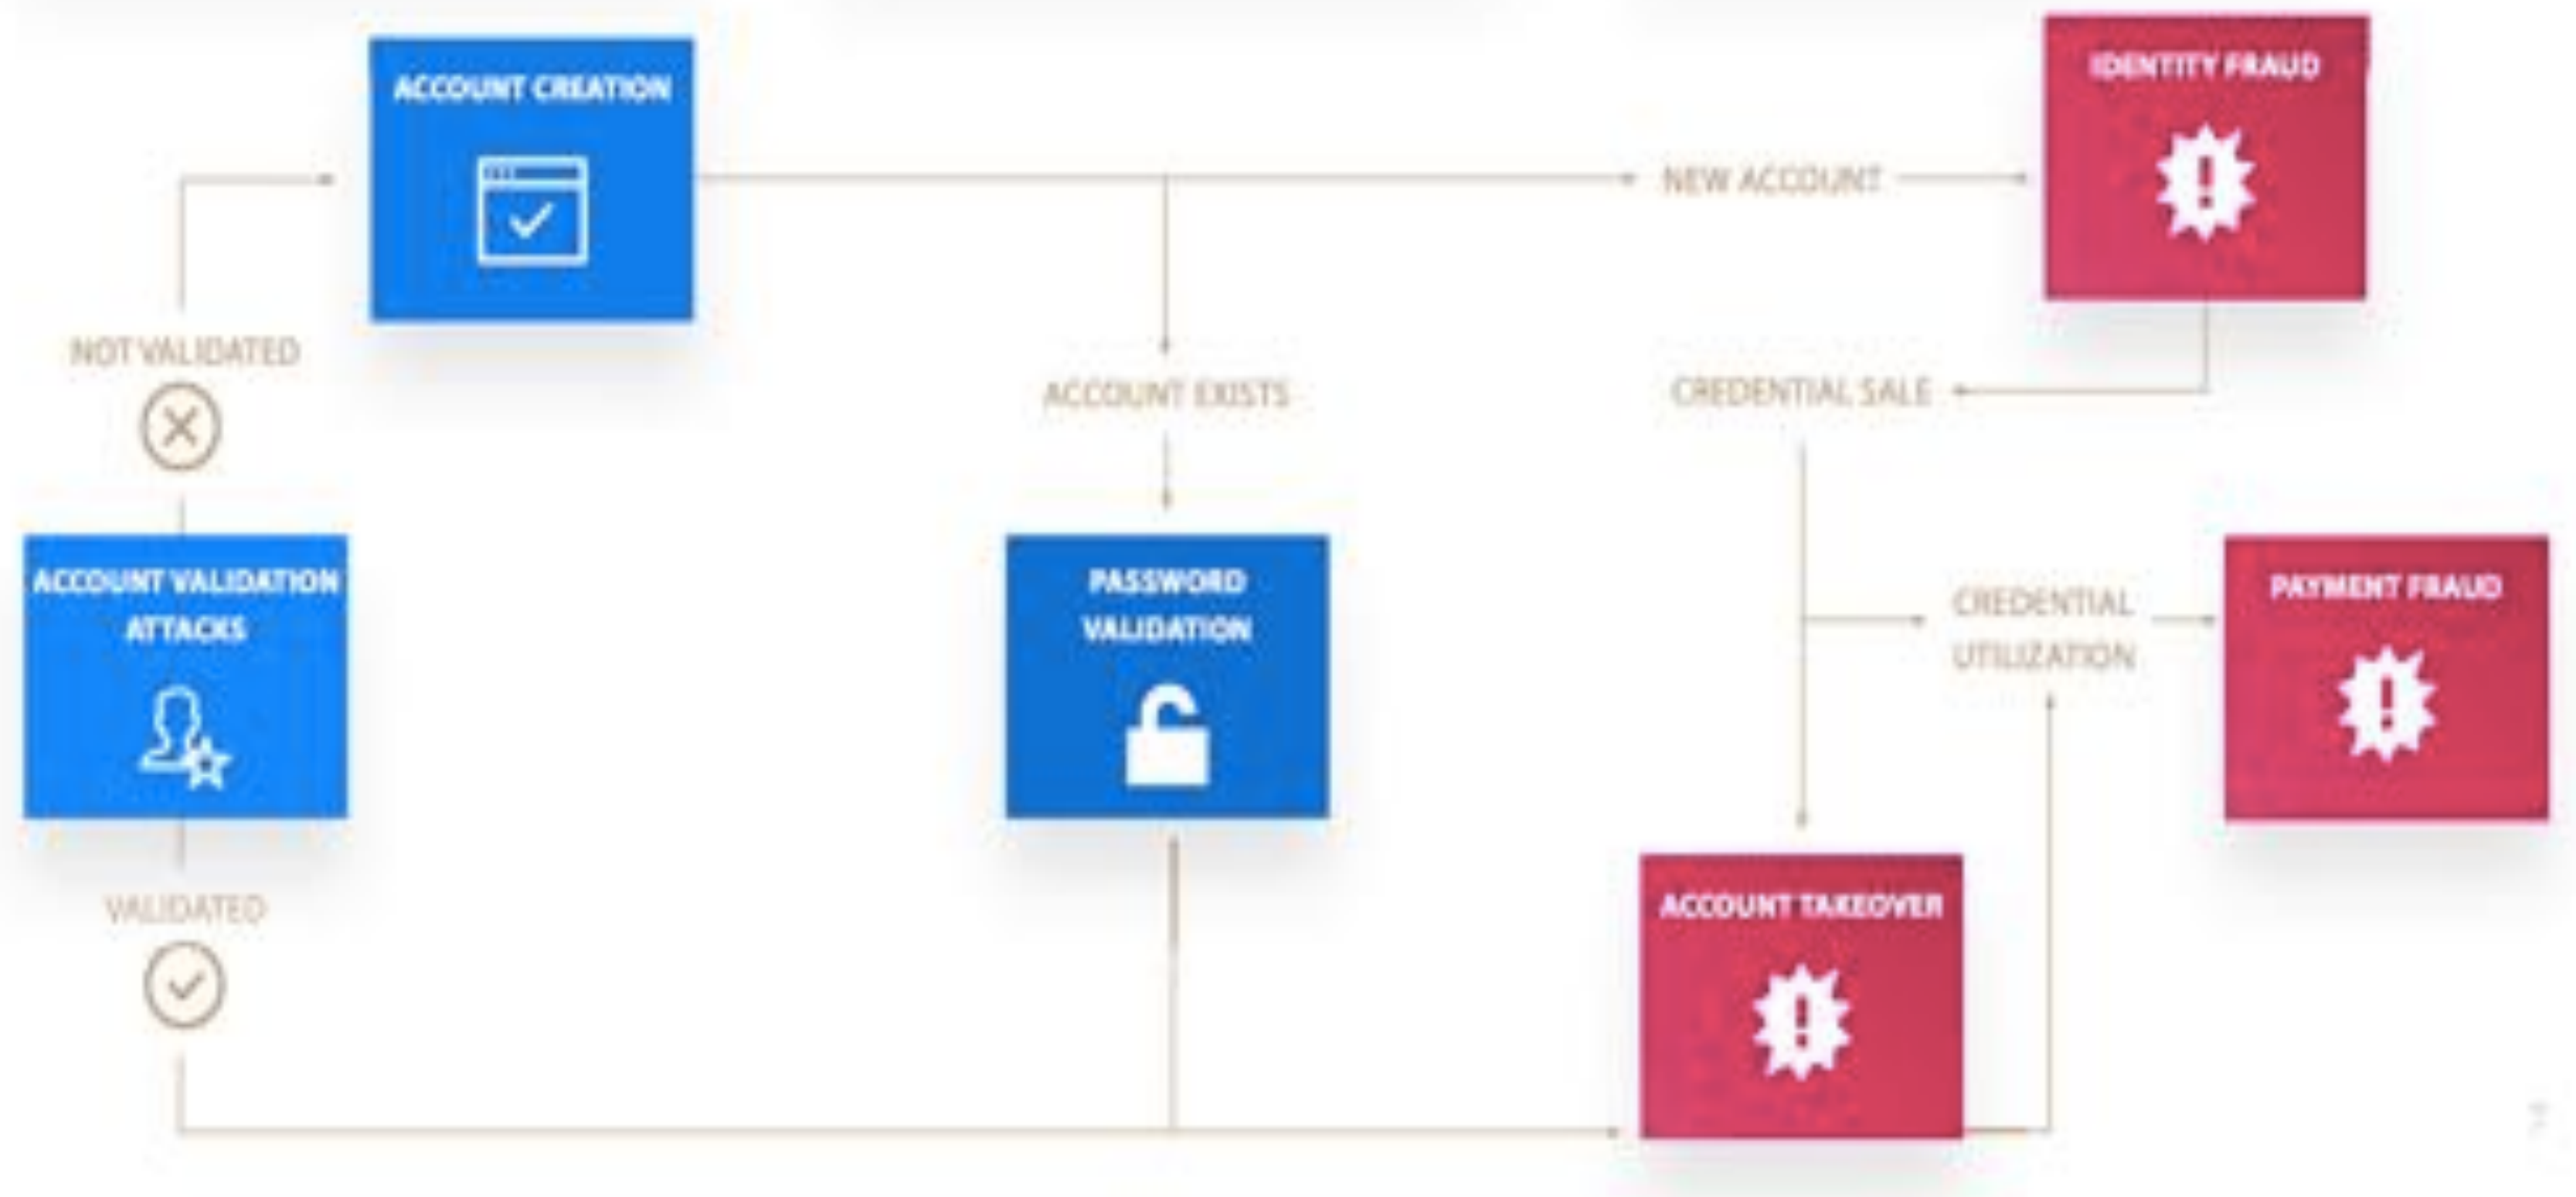 ACCOUNT CREATION
IDENTITY FRAUD
NEW ACCOUNT
NOT VALIDATED
ACCOUNT EXISTS
CREDENTIAL SALE
ACCOUNT VALIDATION
ATTACKS
PASSWORD
VALIDATION
CREDENTIAL
UTILIZATION
PAYMENT FRAUD
VALIDATED
ACCOUNT TAKEOVER